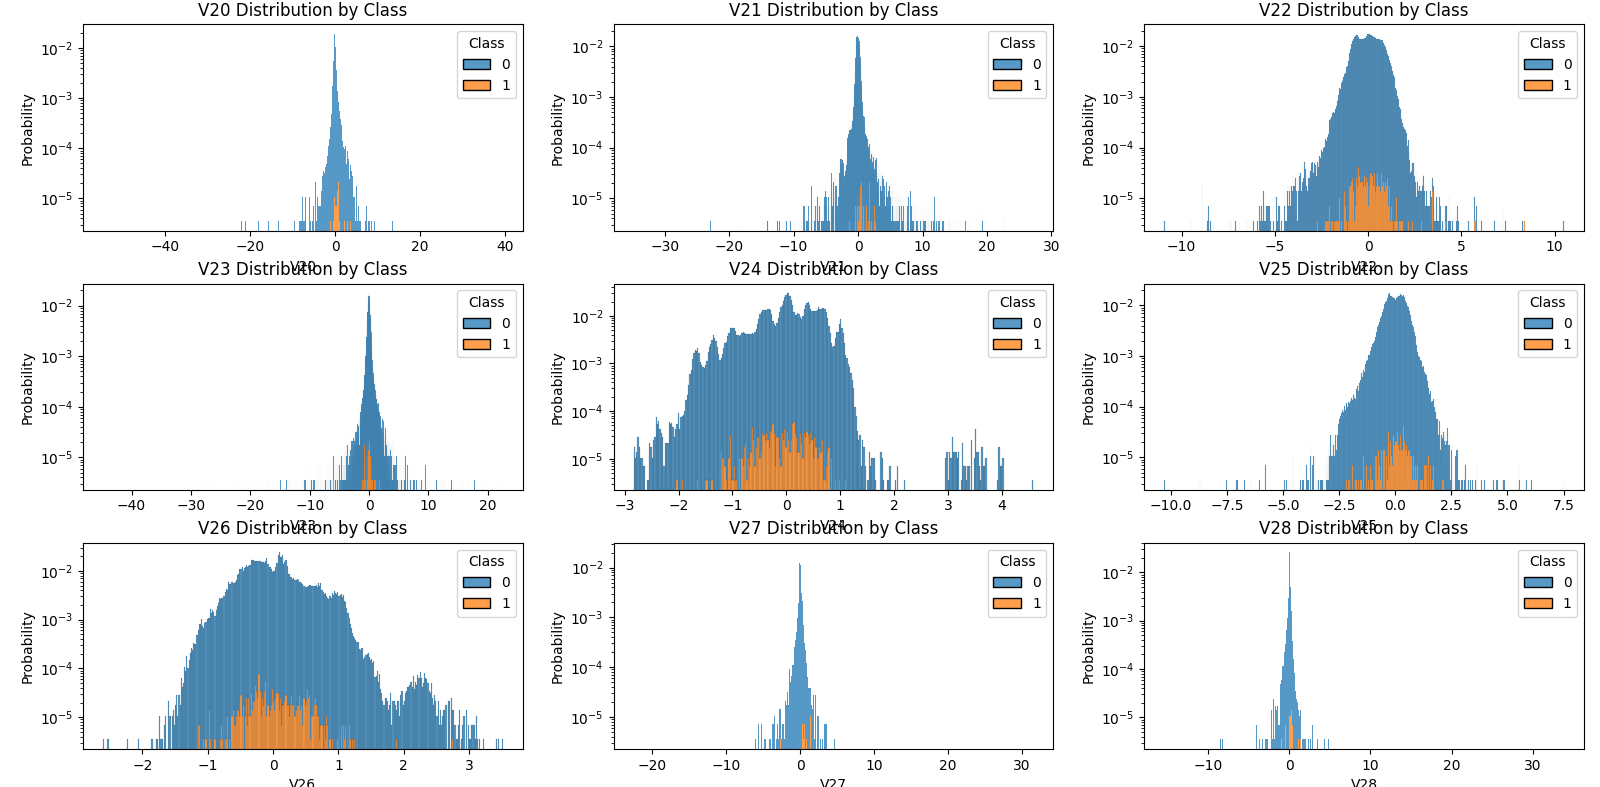 V20 Distribution by Class
V21 Distribution by Class
V22 Distribution by Class
Probability
10⁻²
10⁻³
10⁻⁴
10⁻⁵
Class
0
1
−40 −20 0 20 40
V20
Probability
10⁻²
10⁻³
10⁻⁴
10⁻⁵
Class
0
1
−30 −20 −10 0 10 20 30
V21
Probability
10⁻²
10⁻³
10⁻⁴
10⁻⁵
Class
0
1
−10 −5 0 5 10
V22
V23 Distribution by Class
V24 Distribution by Class
V25 Distribution by Class
Probability
10⁻²
10⁻³
10⁻⁴
10⁻⁵
Class
0
1
−40 −30 −20 −10 0 10 20
V23
Probability
10⁻²
10⁻³
10⁻⁴
10⁻⁵
Class
0
1
−3 −2 −1 0 1 2 3 4
V24
Probability
10⁻²
10⁻³
10⁻⁴
10⁻⁵
Class
0
1
−10.0 −7.5 −5.0 −2.5 0.0 2.5 5.0 7.5
V25
V26 Distribution by Class
V27 Distribution by Class
V28 Distribution by Class
Probability
10⁻²
10⁻³
10⁻⁴
10⁻⁵
Class
0
1
−2 −1 0 1 2 3
V26
Probability
10⁻²
10⁻³
10⁻⁴
10⁻⁵
Class
0
1
−20 −10 0 10 20 30
V27
Probability
10⁻²
10⁻³
10⁻⁴
10⁻⁵
Class
0
1
−10 0 10 20 30
V28